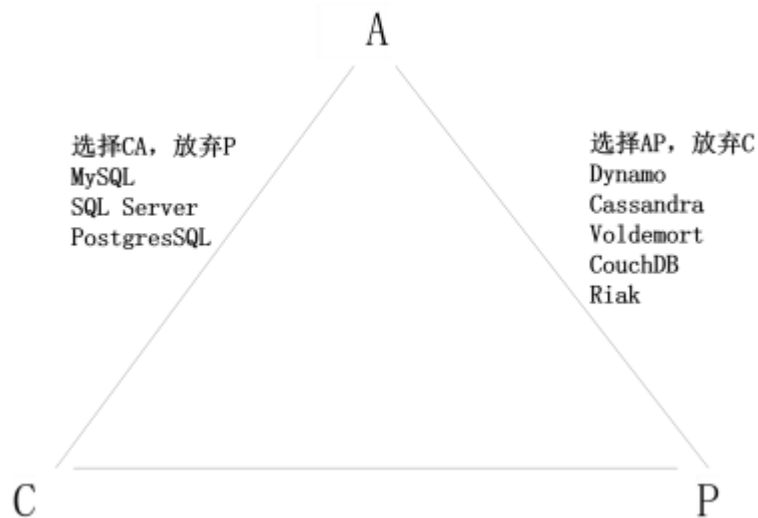 A
选择CA，放弃P
MySQL
SQL Server
PostgresSQL
选择AP，放弃C
Dynamo
Cassandra
Voldemort
CouchDB
Riak
C
P